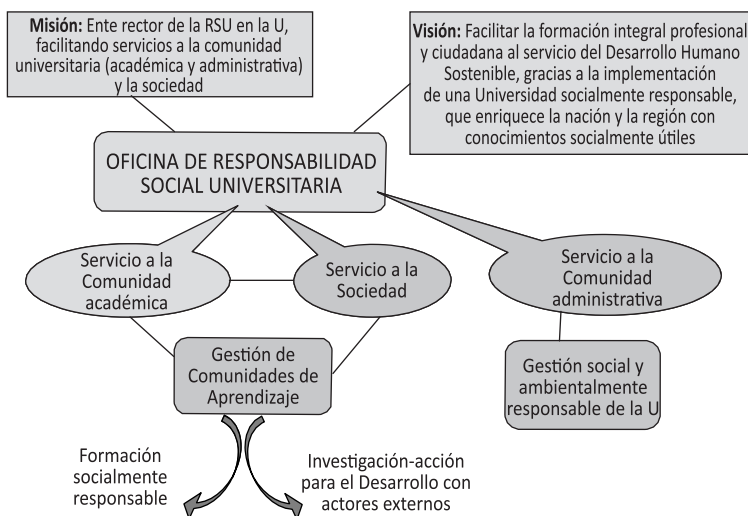 Misión: Ente rector de la RSU en la U,
facilitando servicios a la comunidad
universitaria (académica y administrativa)
y la sociedad
Visión: Facilitar la formación integral profesional
y ciudadana al servicio del Desarrollo Humano
Sostenible, gracias a la implementación
de una Universidad socialmente responsable,
que enriquece la nación y la región con
conocimientos socialmente útiles
OFICINA DE RESPONSABILIDAD
SOCIAL UNIVERSITARIA
Servicio a la
Comunidad
académica
Servicio a la
Sociedad
Servicio a la
Comunidad
administrativa
Gestión de
Comunidades de
Aprendizaje
Gestión social y
ambientalmente
responsable de la U
Formación
socialmente
responsable
Investigación-acción
para el Desarrollo con
actores externos